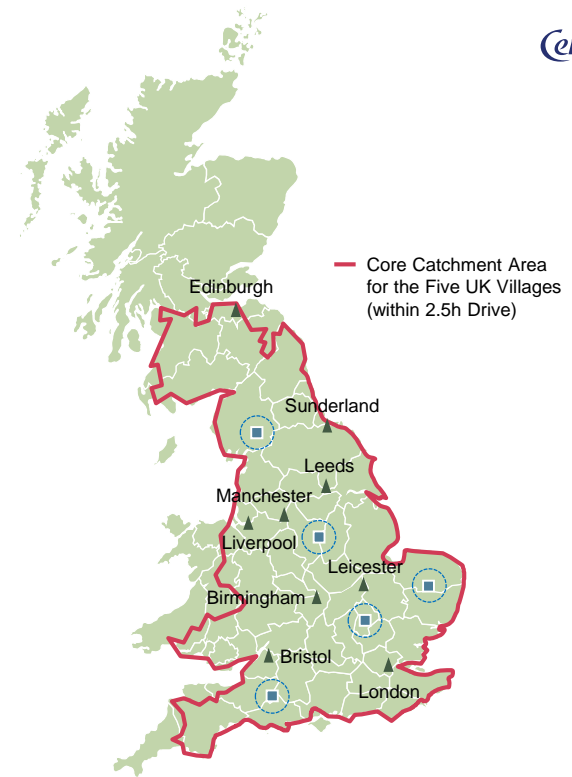 Core Catchment Area
for the Five UK Villages
(within 2.5h Drive)
Edinburgh
Sunderland
Leeds
Manchester
Liverpool
Leicester
Birmingham
Bristol
London